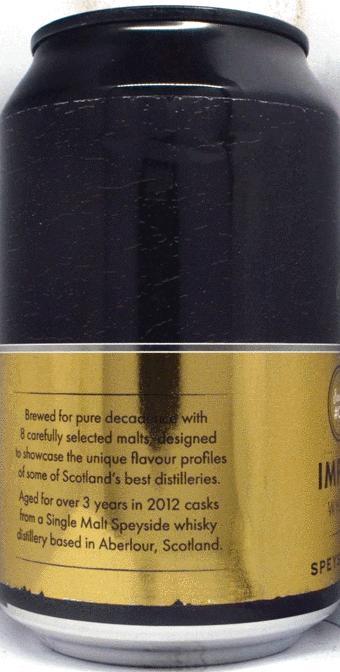 Brewed for pure decadence with
8 carefully selected malts, designed
to showcase the unique flavour profiles
of some of Scotland's best distilleries.
Aged for over 3 years in 2012 casks
from a Single Malt Speyside whisky
distillery based in Aberlour, Scotland.